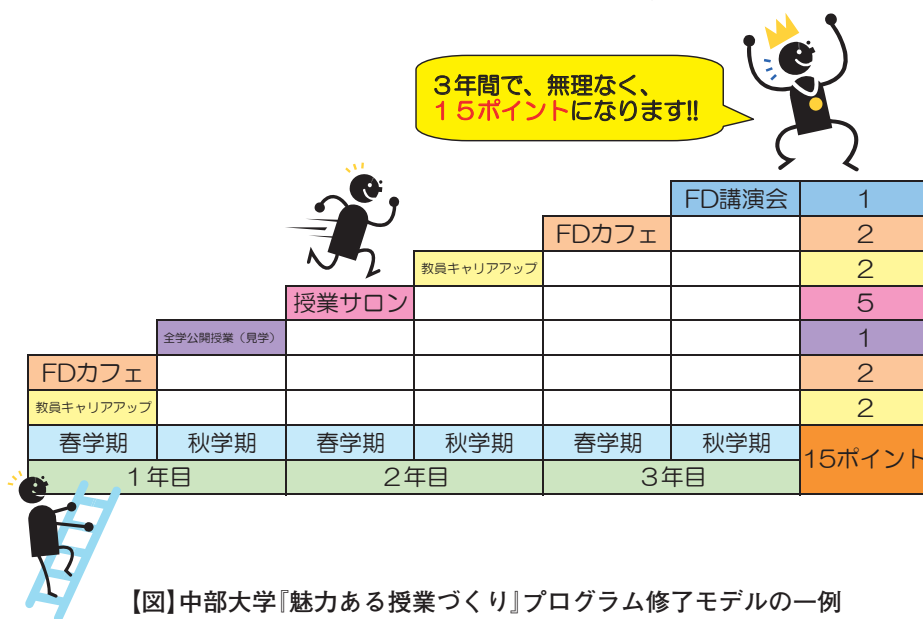 ３年間で、無理なく、
１５ポイントになります!!
FD講演会 1
FDカフェ 2
教員キャリアアップ 2
授業サロン 5
全学公開授業（見学） 1
FDカフェ 2
教員キャリアアップ 2
春学期 秋学期 春学期 秋学期 春学期 秋学期 15ポイント
１年目 ２年目 ３年目
【図】中部大学『魅力ある授業づくり』プログラム修了モデルの一例